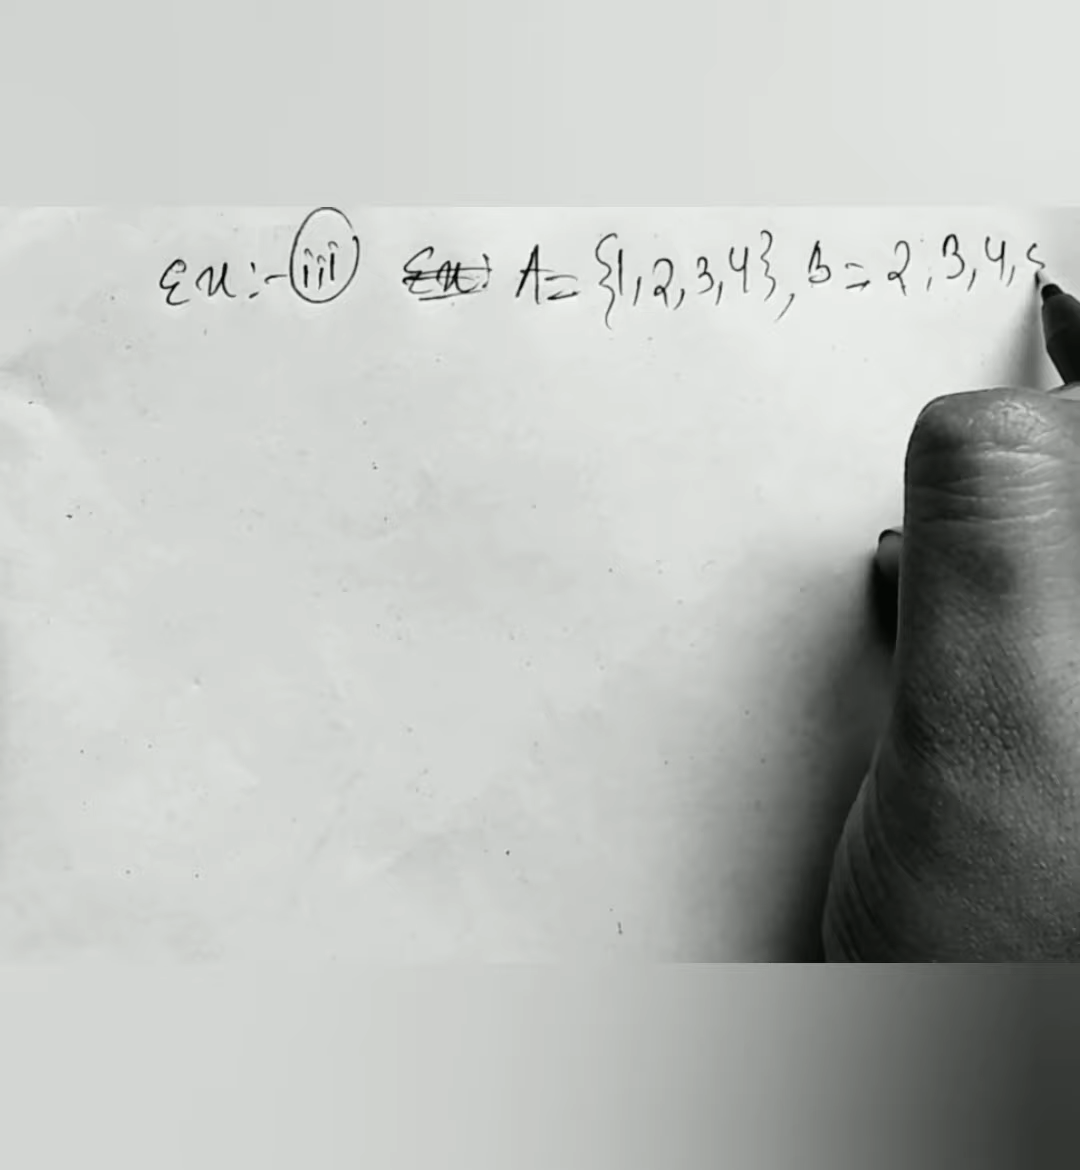 Ex:- (iii) Ex: A = {1, 2, 3, 4}, B = 2, 3, 4, 5